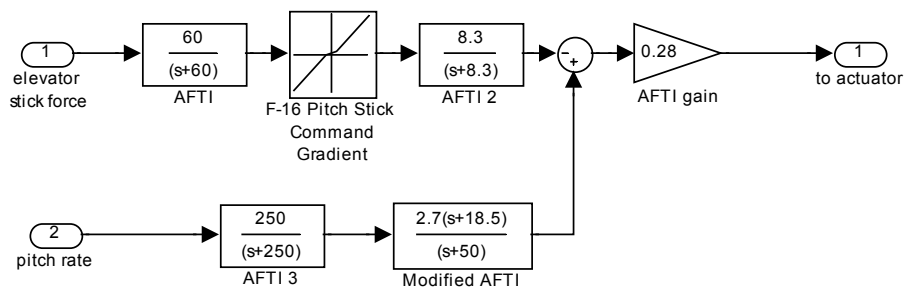 1
elevator
stick force
60
(s+60)
AFTI
F-16 Pitch Stick
Command
Gradient
8.3
(s+8.3)
AFTI 2
−
+
0.28
AFTI gain
1
to actuator
2
pitch rate
250
(s+250)
AFTI 3
2.7(s+18.5)
(s+50)
Modified AFTI